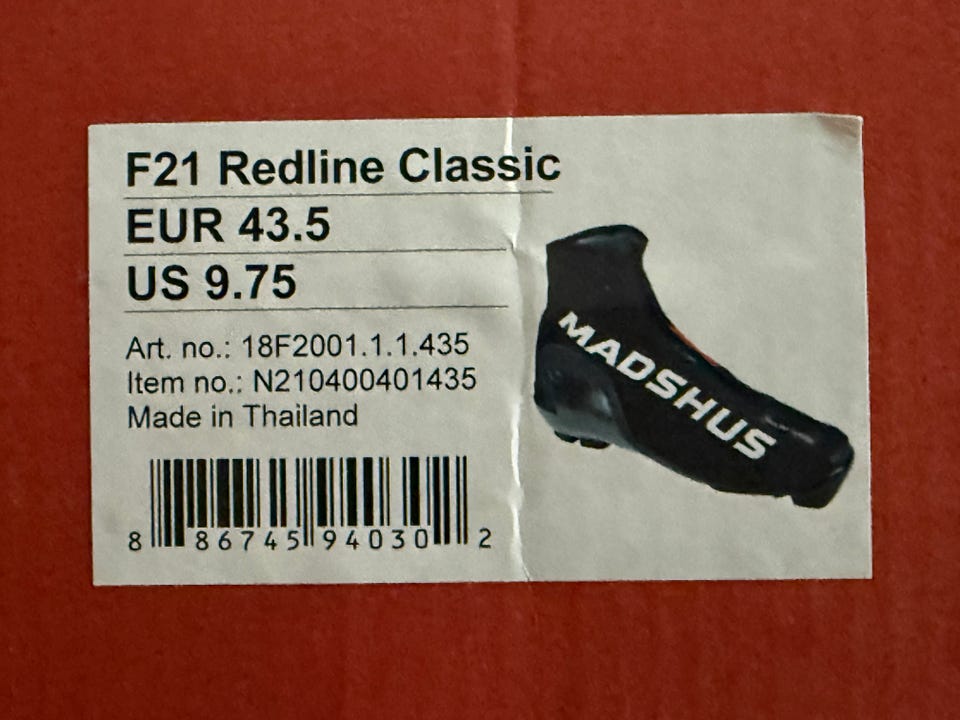 F21 Redline Classic
EUR 43.5
US 9.75
Art. no.: 18F2001.1.1.435
Item no.: N210400401435
Made in Thailand
8 86745 94030 2
MADSHUS